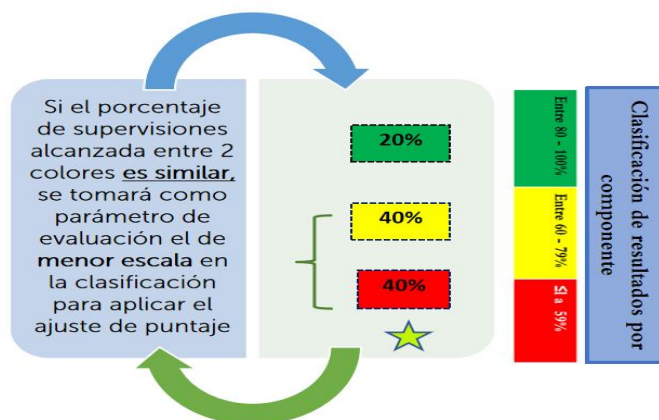 Si el porcentaje
de supervisiones
alcanzada entre 2
colores es similar,
se tomará como
parámetro de
evaluación el de
menor escala en
la clasificación
para aplicar el
ajuste de puntaje
20%
40%
40%
Entre 80 - 100%
Entre 60 - 79%
≤ a 59%
Clasificación de resultados por
componente